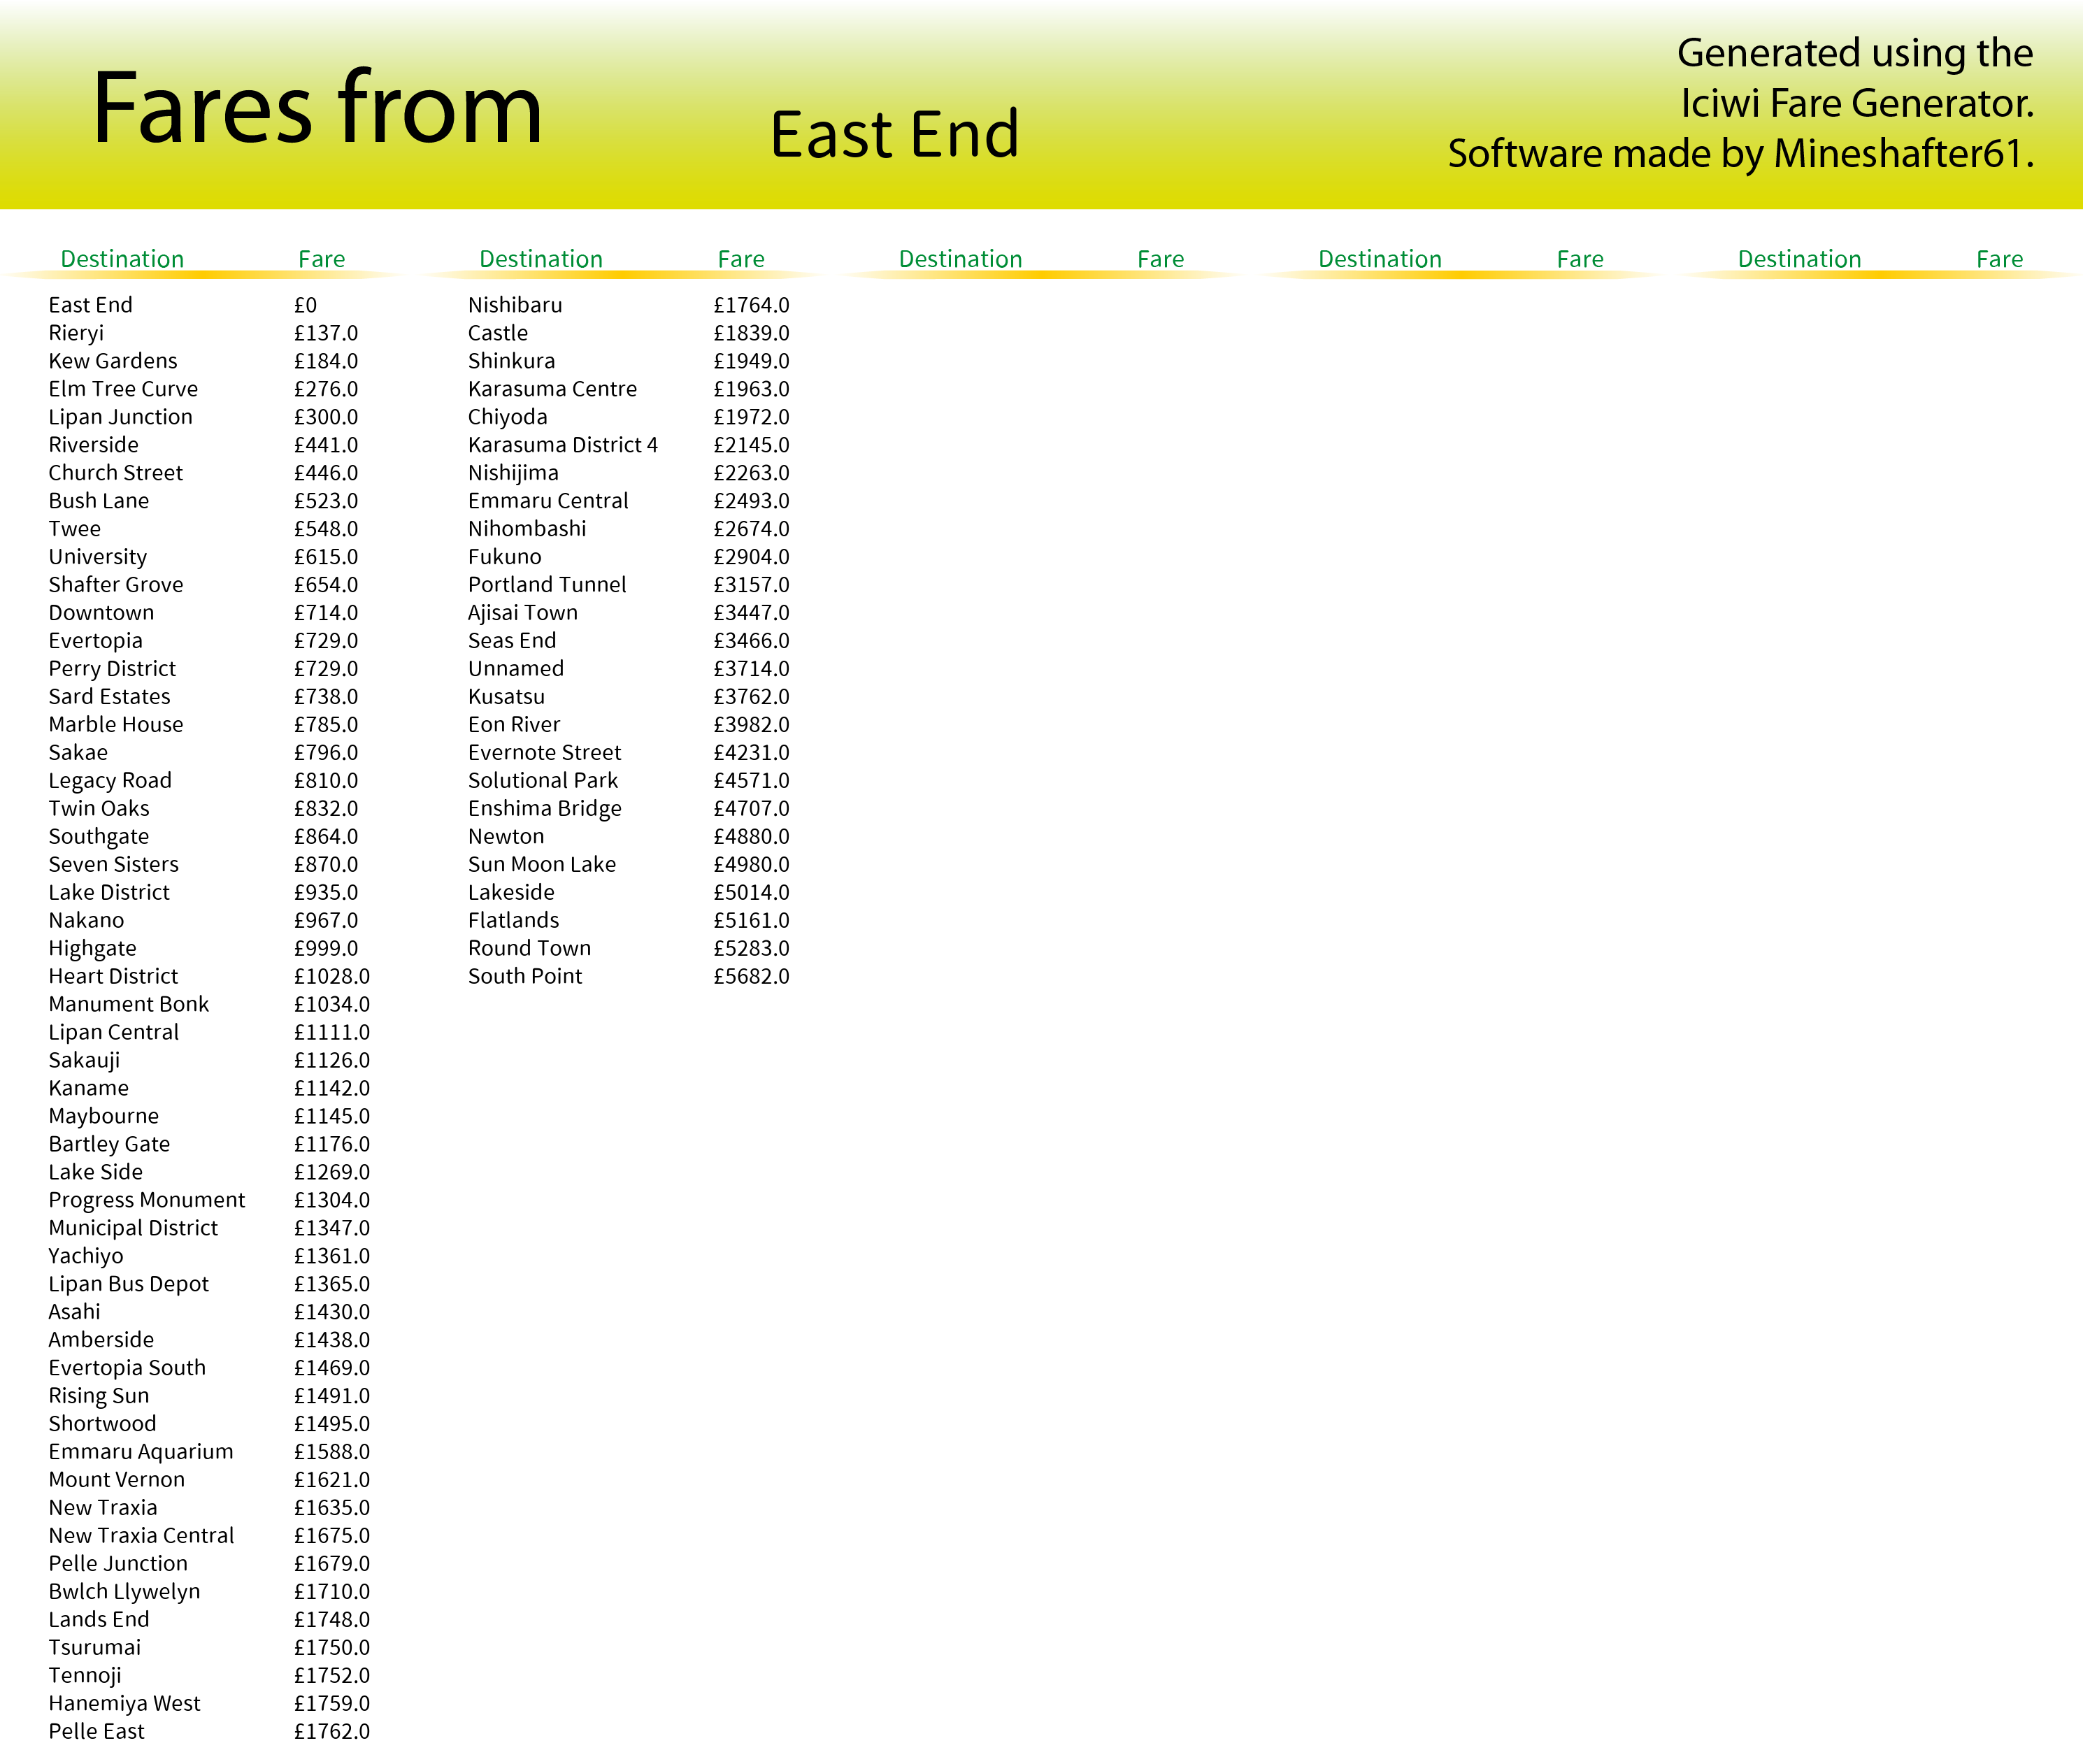 Fares from
East End
Generated using the
Iciwi Fare Generator.
Software made by Mineshafter61.
Destination Fare
East End £0
Rieryi £137.0
Kew Gardens £184.0
Elm Tree Curve £276.0
Lipan Junction £300.0
Riverside £441.0
Church Street £446.0
Bush Lane £523.0
Twee £548.0
University £615.0
Shafter Grove £654.0
Downtown £714.0
Evertopia £729.0
Perry District £729.0
Sard Estates £738.0
Marble House £785.0
Sakae £796.0
Legacy Road £810.0
Twin Oaks £832.0
Southgate £864.0
Seven Sisters £870.0
Lake District £935.0
Nakano £967.0
Highgate £999.0
Heart District £1028.0
Manument Bonk £1034.0
Lipan Central £1111.0
Sakauji £1126.0
Kaname £1142.0
Maybourne £1145.0
Bartley Gate £1176.0
Lake Side £1269.0
Progress Monument £1304.0
Municipal District £1347.0
Yachiyo £1361.0
Lipan Bus Depot £1365.0
Asahi £1430.0
Amberside £1438.0
Evertopia South £1469.0
Rising Sun £1491.0
Shortwood £1495.0
Emmaru Aquarium £1588.0
Mount Vernon £1621.0
New Traxia £1635.0
New Traxia Central £1675.0
Pelle Junction £1679.0
Bwlch Llywelyn £1710.0
Lands End £1748.0
Tsurumai £1750.0
Tennoji £1752.0
Hanemiya West £1759.0
Pelle East £1762.0
Destination Fare
Nishibaru £1764.0
Castle £1839.0
Shinkura £1949.0
Karasuma Centre £1963.0
Chiyoda £1972.0
Karasuma District 4 £2145.0
Nishijima £2263.0
Emmaru Central £2493.0
Nihombashi £2674.0
Fukuno £2904.0
Portland Tunnel £3157.0
Ajisai Town £3447.0
Seas End £3466.0
Unnamed £3714.0
Kusatsu £3762.0
Eon River £3982.0
Evernote Street £4231.0
Solutional Park £4571.0
Enshima Bridge £4707.0
Newton £4880.0
Sun Moon Lake £4980.0
Lakeside £5014.0
Flatlands £5161.0
Round Town £5283.0
South Point £5682.0
Destination Fare
Destination Fare
Destination Fare